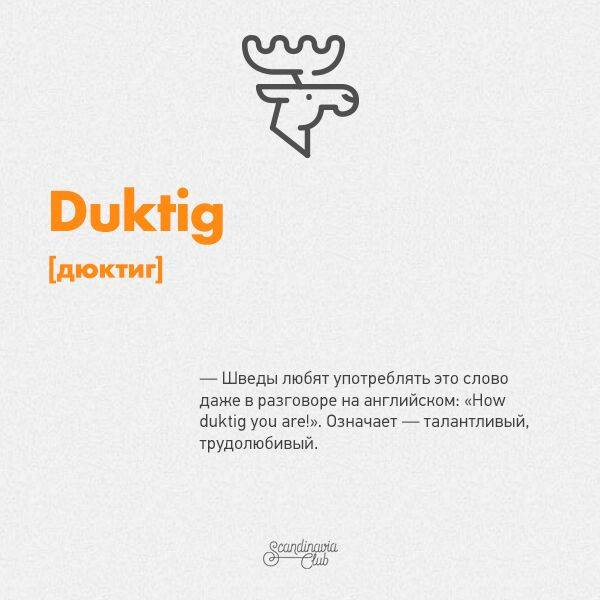 Duktig
[дюктиг]
— Шведы любят употреблять это слово
даже в разговоре на английском: «How
duktig you are!». Означает — талантливый,
трудолюбивый.
Scandinavia
Club